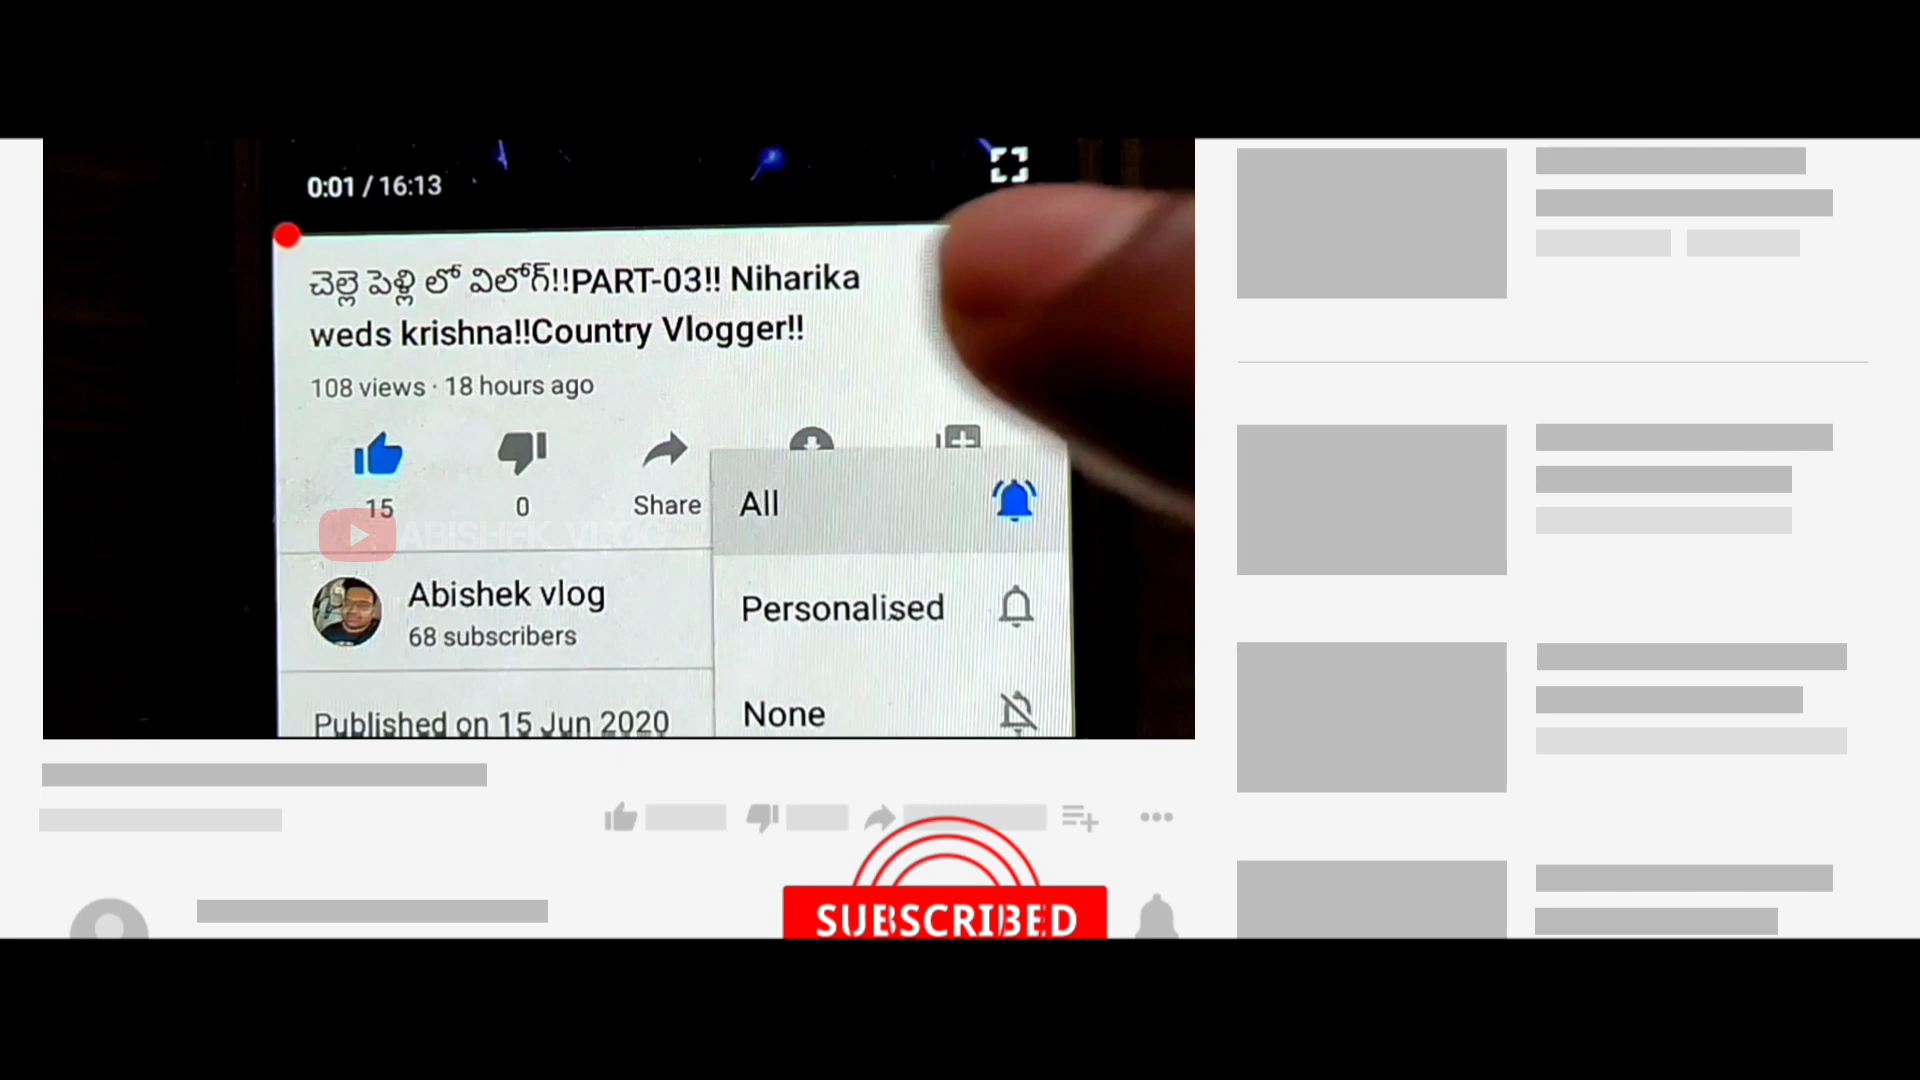 0:01 / 16:13
చెల్లె పెళ్లి లో విలోగ్!!PART-03!! Niharika
weds krishna!!Country Vlogger!!
108 views · 18 hours ago
15
0
Share
All
ABISHEK VLOG
Abishek vlog
68 subscribers
Personalised
Published on 15 Jun 2020
None
SUBSCRIBED